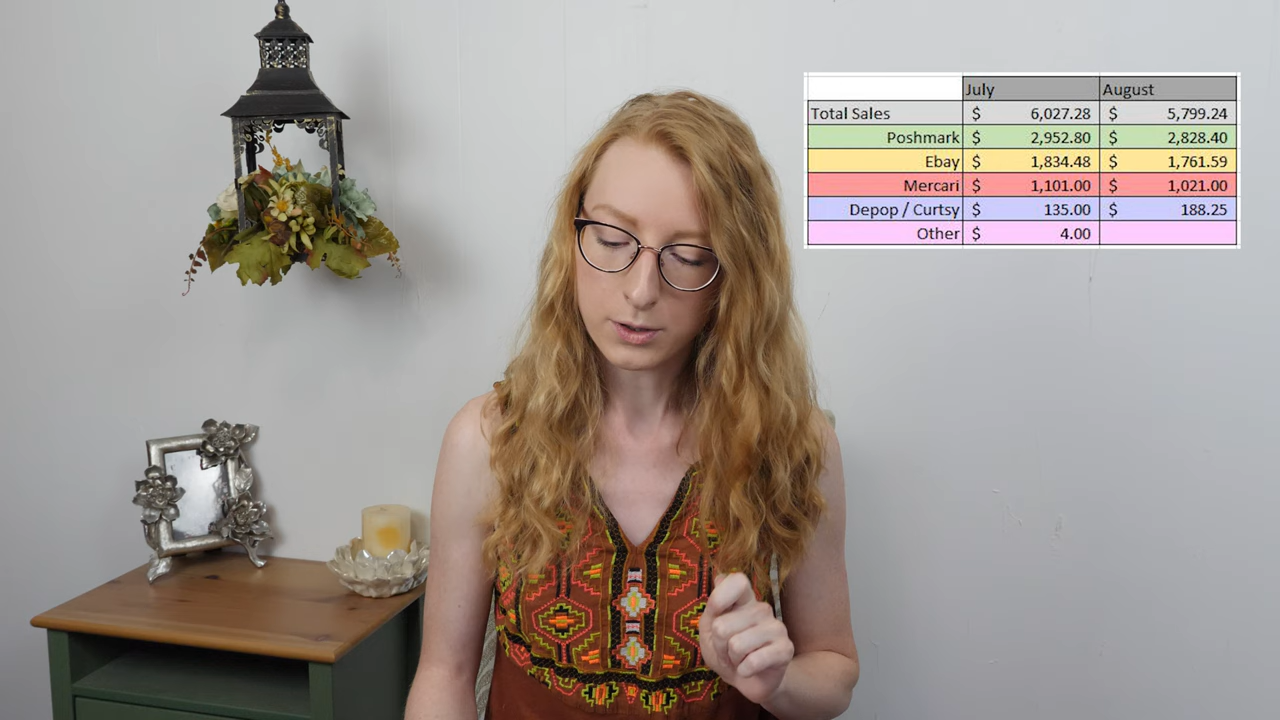 July August
Total Sales $ 6,027.28 $ 5,799.24
Poshmark $ 2,952.80 $ 2,828.40
Ebay $ 1,834.48 $ 1,761.59
Mercari $ 1,101.00 $ 1,021.00
Depop / Curtsy $ 135.00 $ 188.25
Other $ 4.00